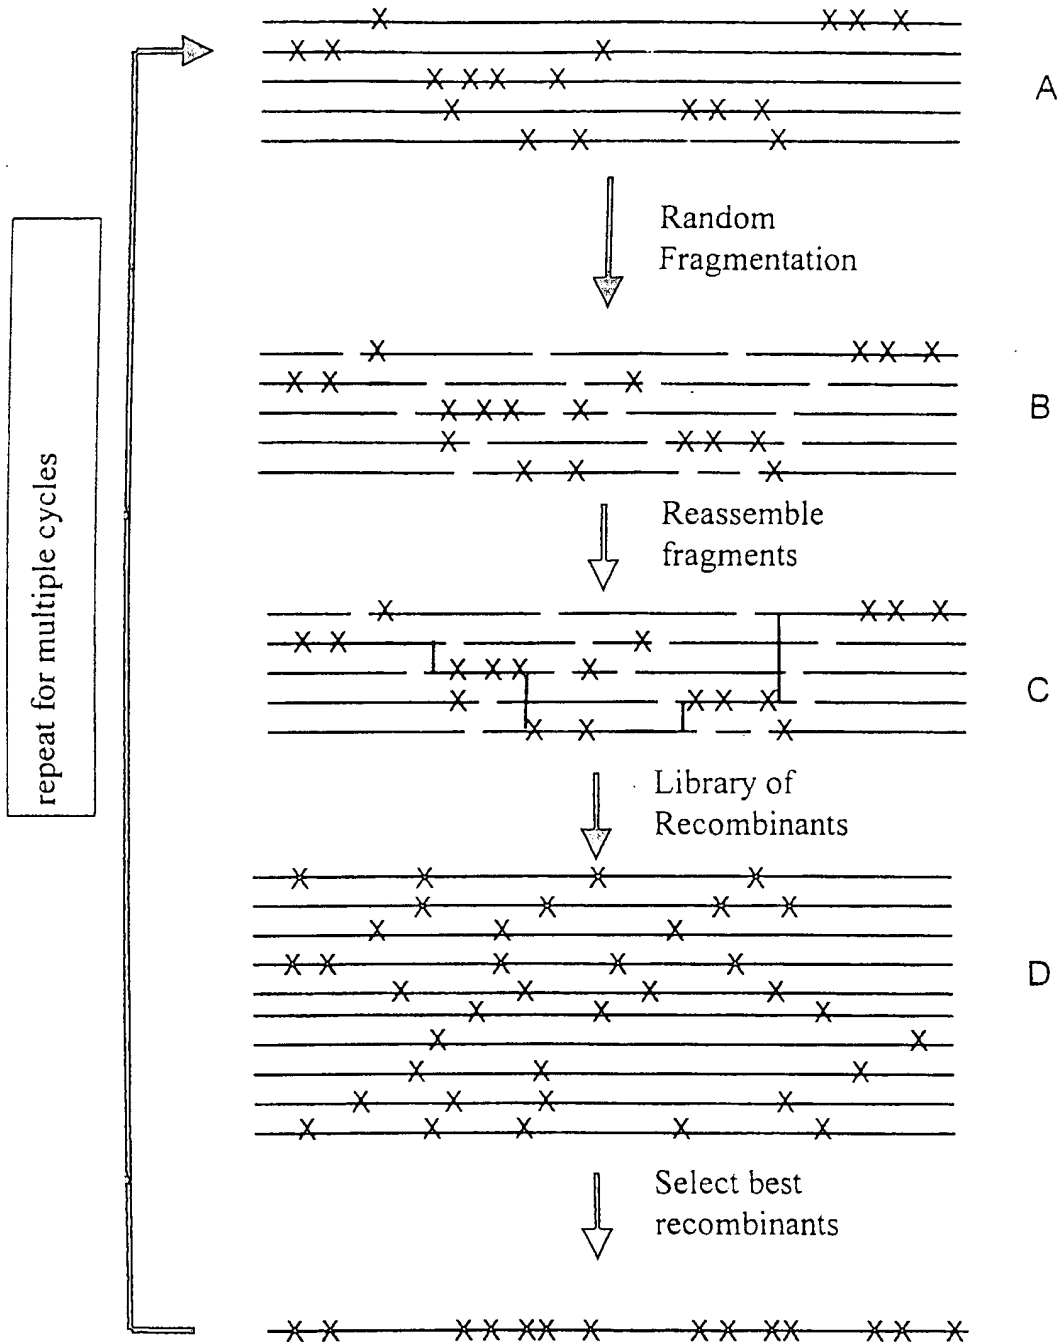 A
Random
Fragmentation
B
Reassemble
fragments
C
Library of
Recombinants
D
Select best
recombinants
repeat for multiple cycles